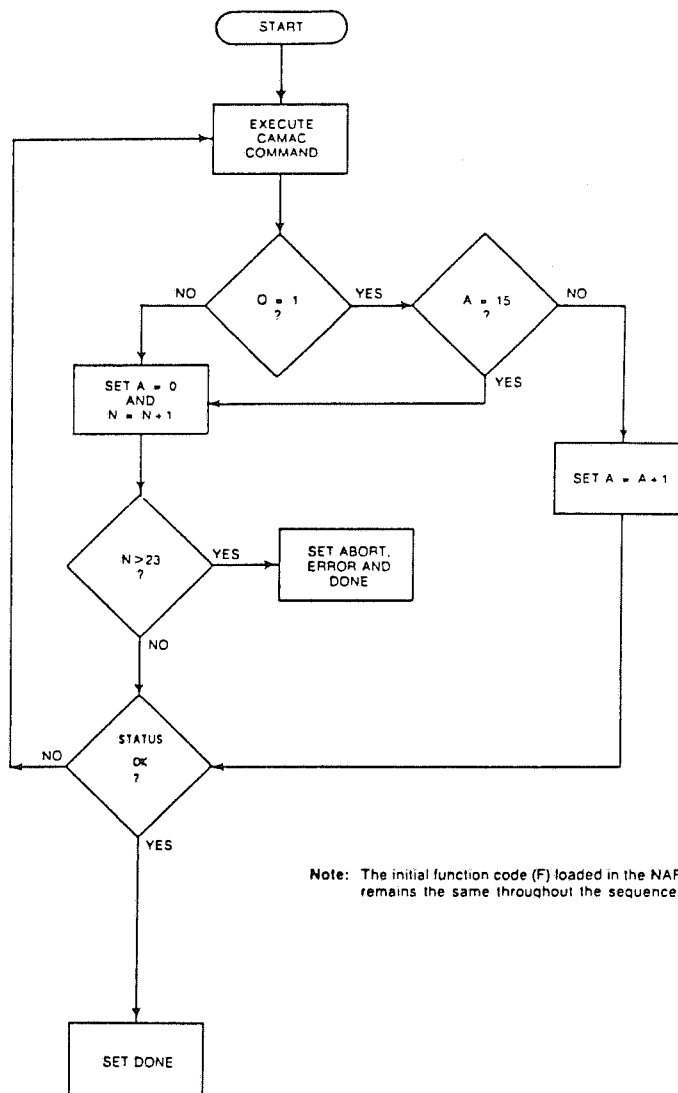 START
EXECUTE
CAMAC
COMMAND
NO
Q = 1
?
YES
A = 15
?
NO
YES
SET A = 0
AND
N = N+1
SET A = A+1
N>23
?
YES
SET ABORT,
ERROR AND
DONE
NO
STATUS
OK
?
NO
YES
Note: The initial function code (F) loaded in the NAF
remains the same throughout the sequence.
SET DONE